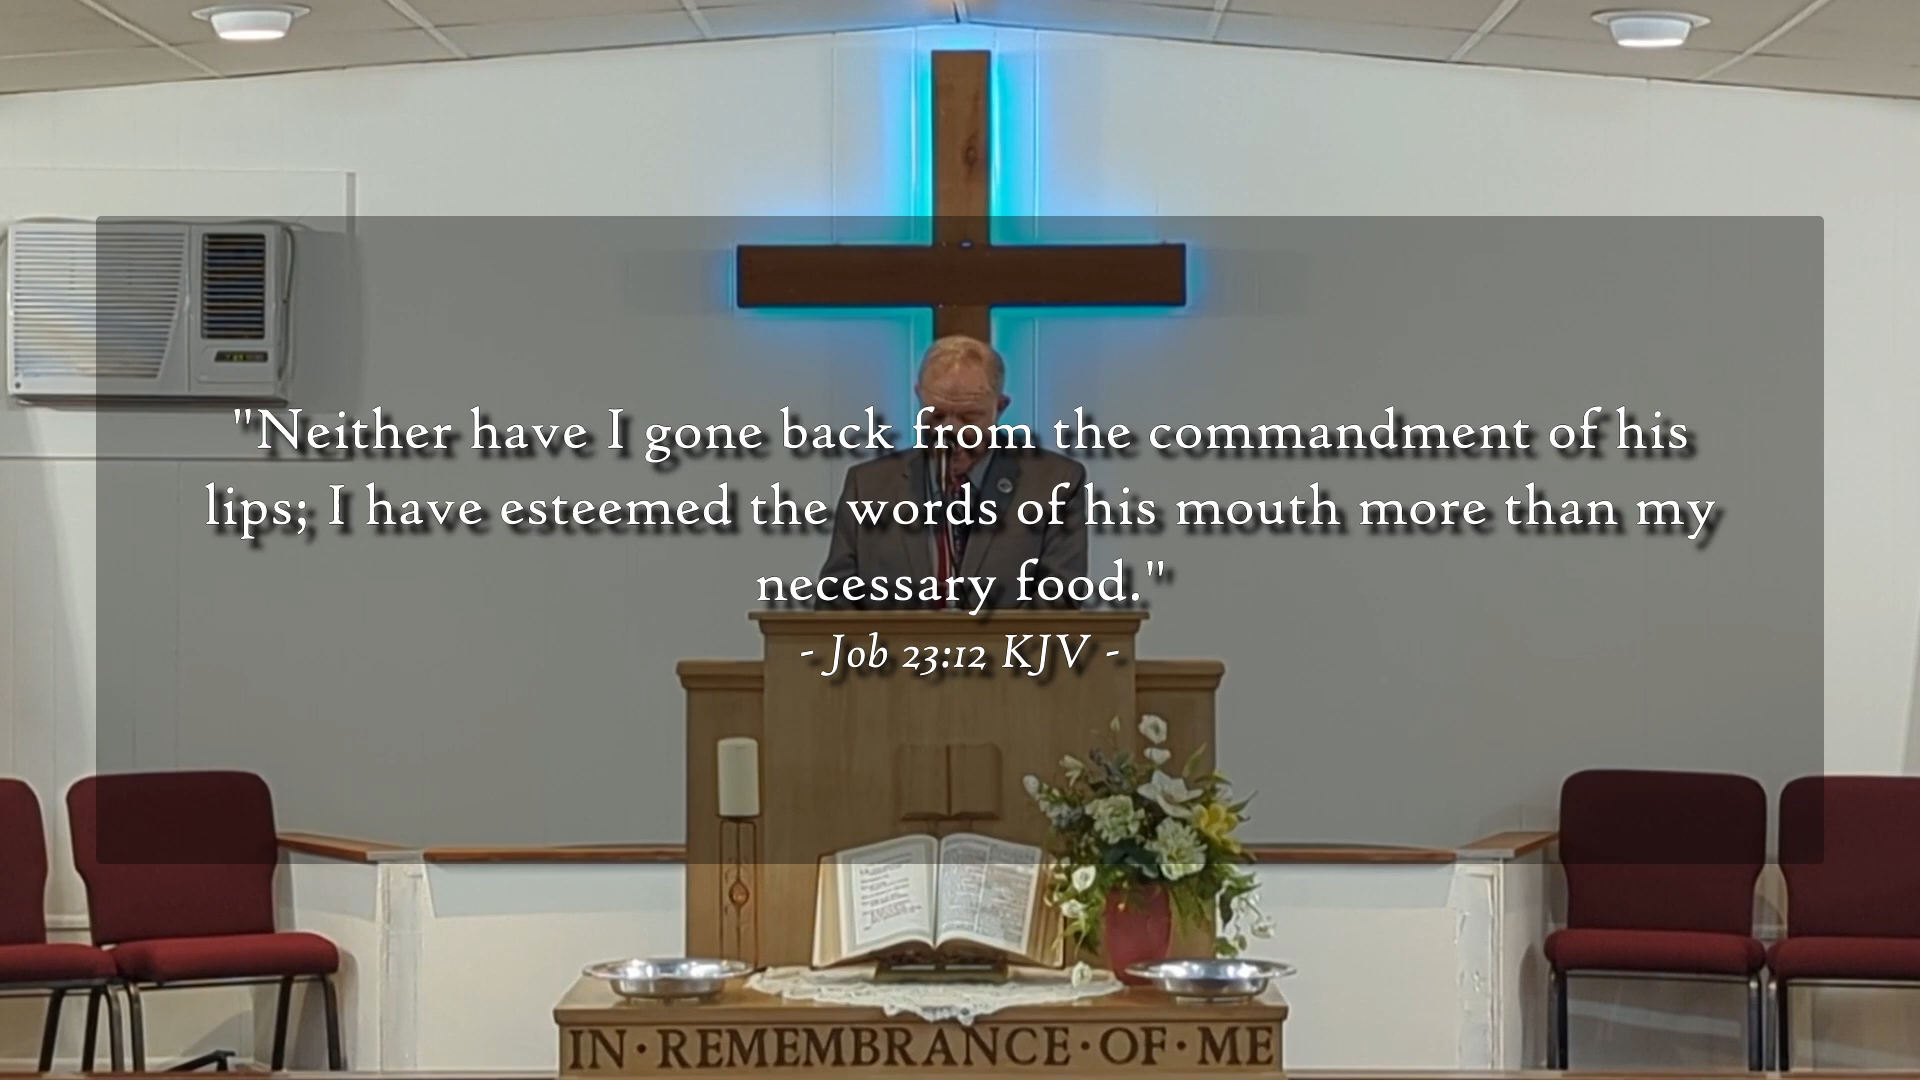 "Neither have I gone back from the commandment of his
lips; I have esteemed the words of his mouth more than my
necessary food."
- Job 23:12 KJV -
IN·REMEMBRANCE·OF·ME